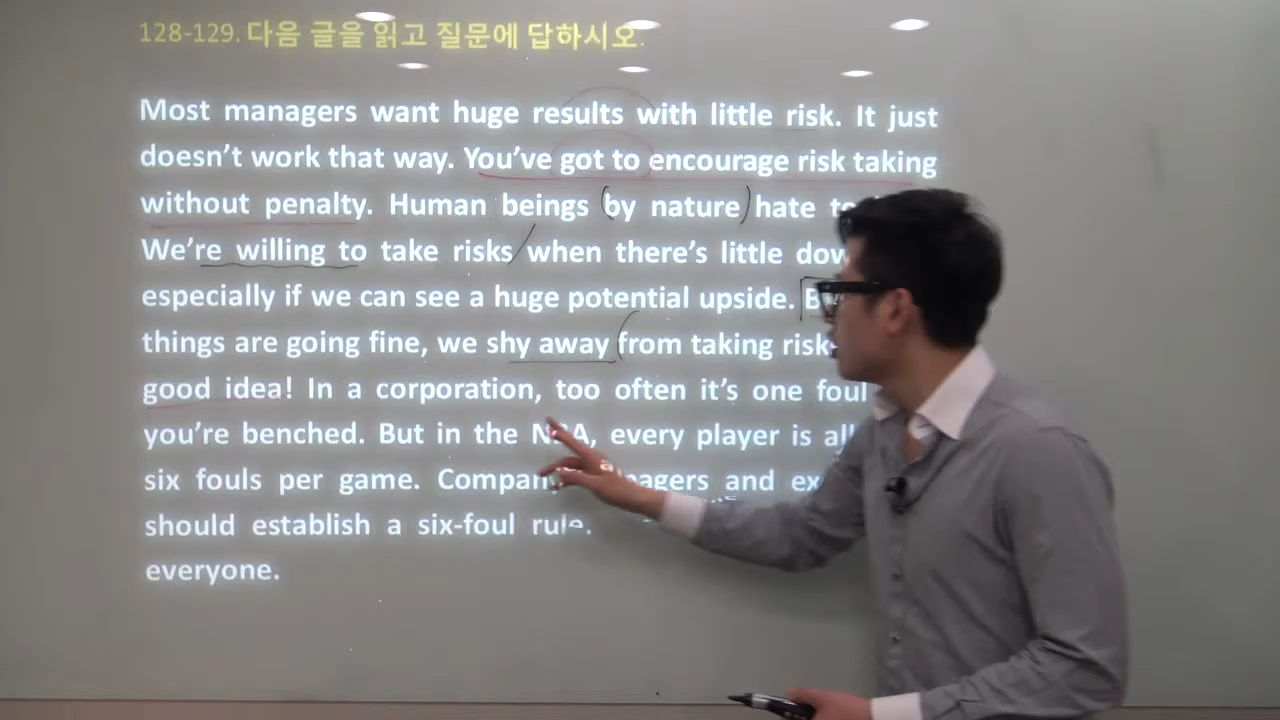 128-129. 다음 글을 읽고 질문에 답하시오.
Most managers want huge results with little risk. It just
doesn't work that way. You've got to encourage risk taking
without penalty. Human beings by nature hate
We're willing to take risks when there's little
especially if we can see a huge potential upside.
things are going fine, we shy away from taking
good idea! In a corporation, too often it's one foul
you're benched. But in the NBA, every player is
six fouls per game. and
should establish a six-foul rule.
everyone.